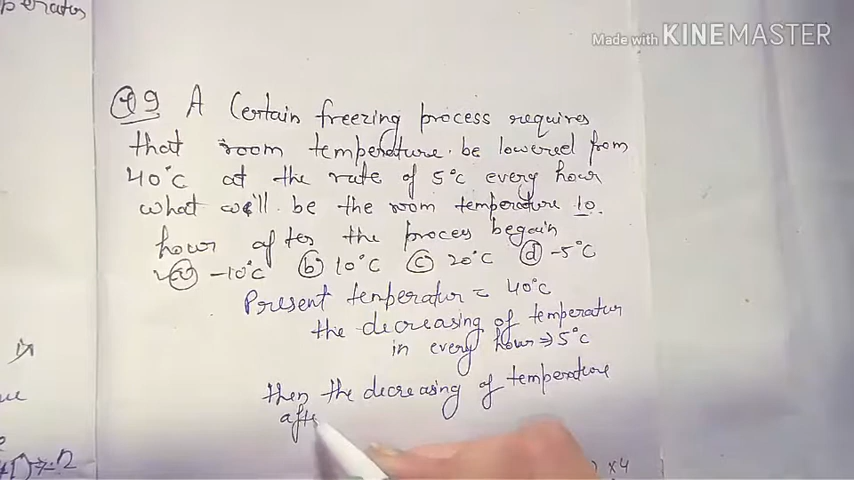 Made with KINEMASTER
Q9 A Certain freezing process requires
that room temperature. be lowered from
40°C at the rate of 5°C every hour
what will be the room temperature 10.
hour after the process begain
(a) -10°C (b) 10°C (c) 20°C (d) -5°C
Present temperatur = 40°C
the decreasing of temperatur
in every hour ⇒ 5°C
then the decreasing of temperature
afte
x4